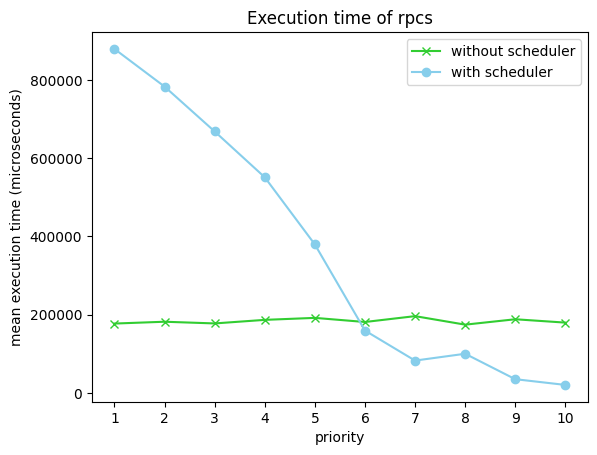 Execution time of rpcs
without scheduler
with scheduler
mean execution time (microseconds)
800000
600000
400000
200000
0
1 2 3 4 5 6 7 8 9 10
priority